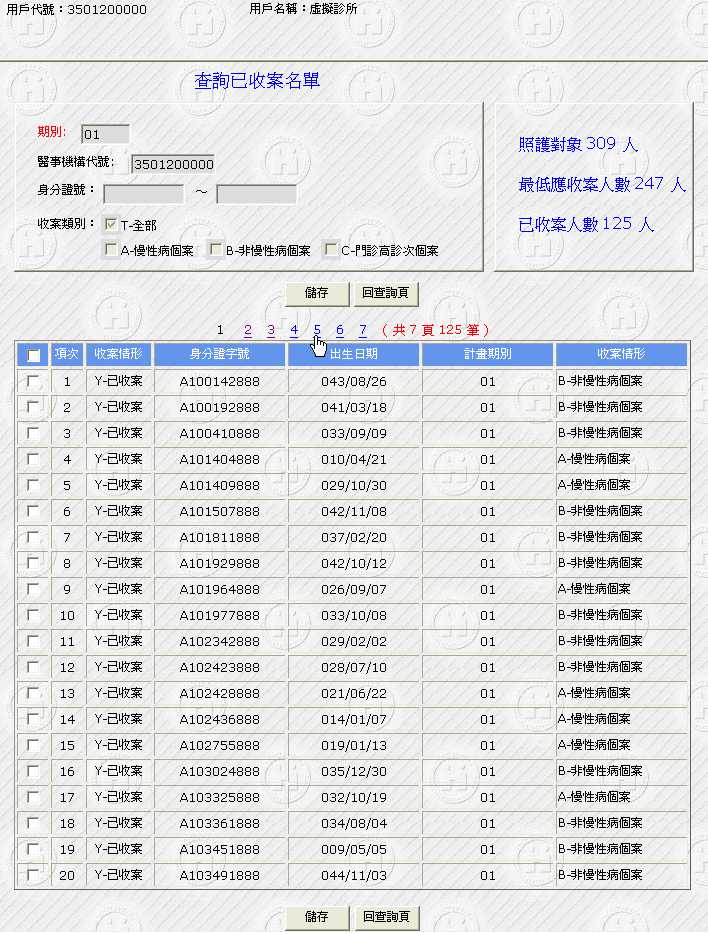 用戶代號：3501200000 用戶名稱：虛擬診所
查詢已收案名單
期別: 01
醫事機構代號: 3501200000
身分證號： ～
收案類別： T-全部
A-慢性病個案 B-非慢性病個案 C-門診高診次個案
照護對象 309 人
最低應收案人數 247 人
已收案人數 125 人
儲存 回查詢頁
1 2 3 4 5 6 7 ( 共 7 頁 125 筆 )
項次 收案情形 身分證字號 出生日期 計畫期別 收案情形
1 Y-已收案 A100142888 043/08/26 01 B-非慢性病個案
2 Y-已收案 A100192888 041/03/18 01 B-非慢性病個案
3 Y-已收案 A100410888 033/09/09 01 B-非慢性病個案
4 Y-已收案 A101404888 010/04/21 01 A-慢性病個案
5 Y-已收案 A101409888 029/10/30 01 A-慢性病個案
6 Y-已收案 A101507888 042/11/08 01 B-非慢性病個案
7 Y-已收案 A101811888 037/02/20 01 B-非慢性病個案
8 Y-已收案 A101929888 042/10/12 01 B-非慢性病個案
9 Y-已收案 A101964888 026/09/07 01 A-慢性病個案
10 Y-已收案 A101977888 033/10/08 01 B-非慢性病個案
11 Y-已收案 A102342888 029/02/02 01 B-非慢性病個案
12 Y-已收案 A102423888 028/07/10 01 B-非慢性病個案
13 Y-已收案 A102428888 021/06/22 01 A-慢性病個案
14 Y-已收案 A102436888 014/01/07 01 A-慢性病個案
15 Y-已收案 A102755888 019/01/13 01 A-慢性病個案
16 Y-已收案 A103024888 035/12/30 01 B-非慢性病個案
17 Y-已收案 A103325888 032/10/19 01 A-慢性病個案
18 Y-已收案 A103361888 034/08/04 01 B-非慢性病個案
19 Y-已收案 A103451888 009/05/05 01 B-非慢性病個案
20 Y-已收案 A103491888 044/11/03 01 B-非慢性病個案
儲存 回查詢頁